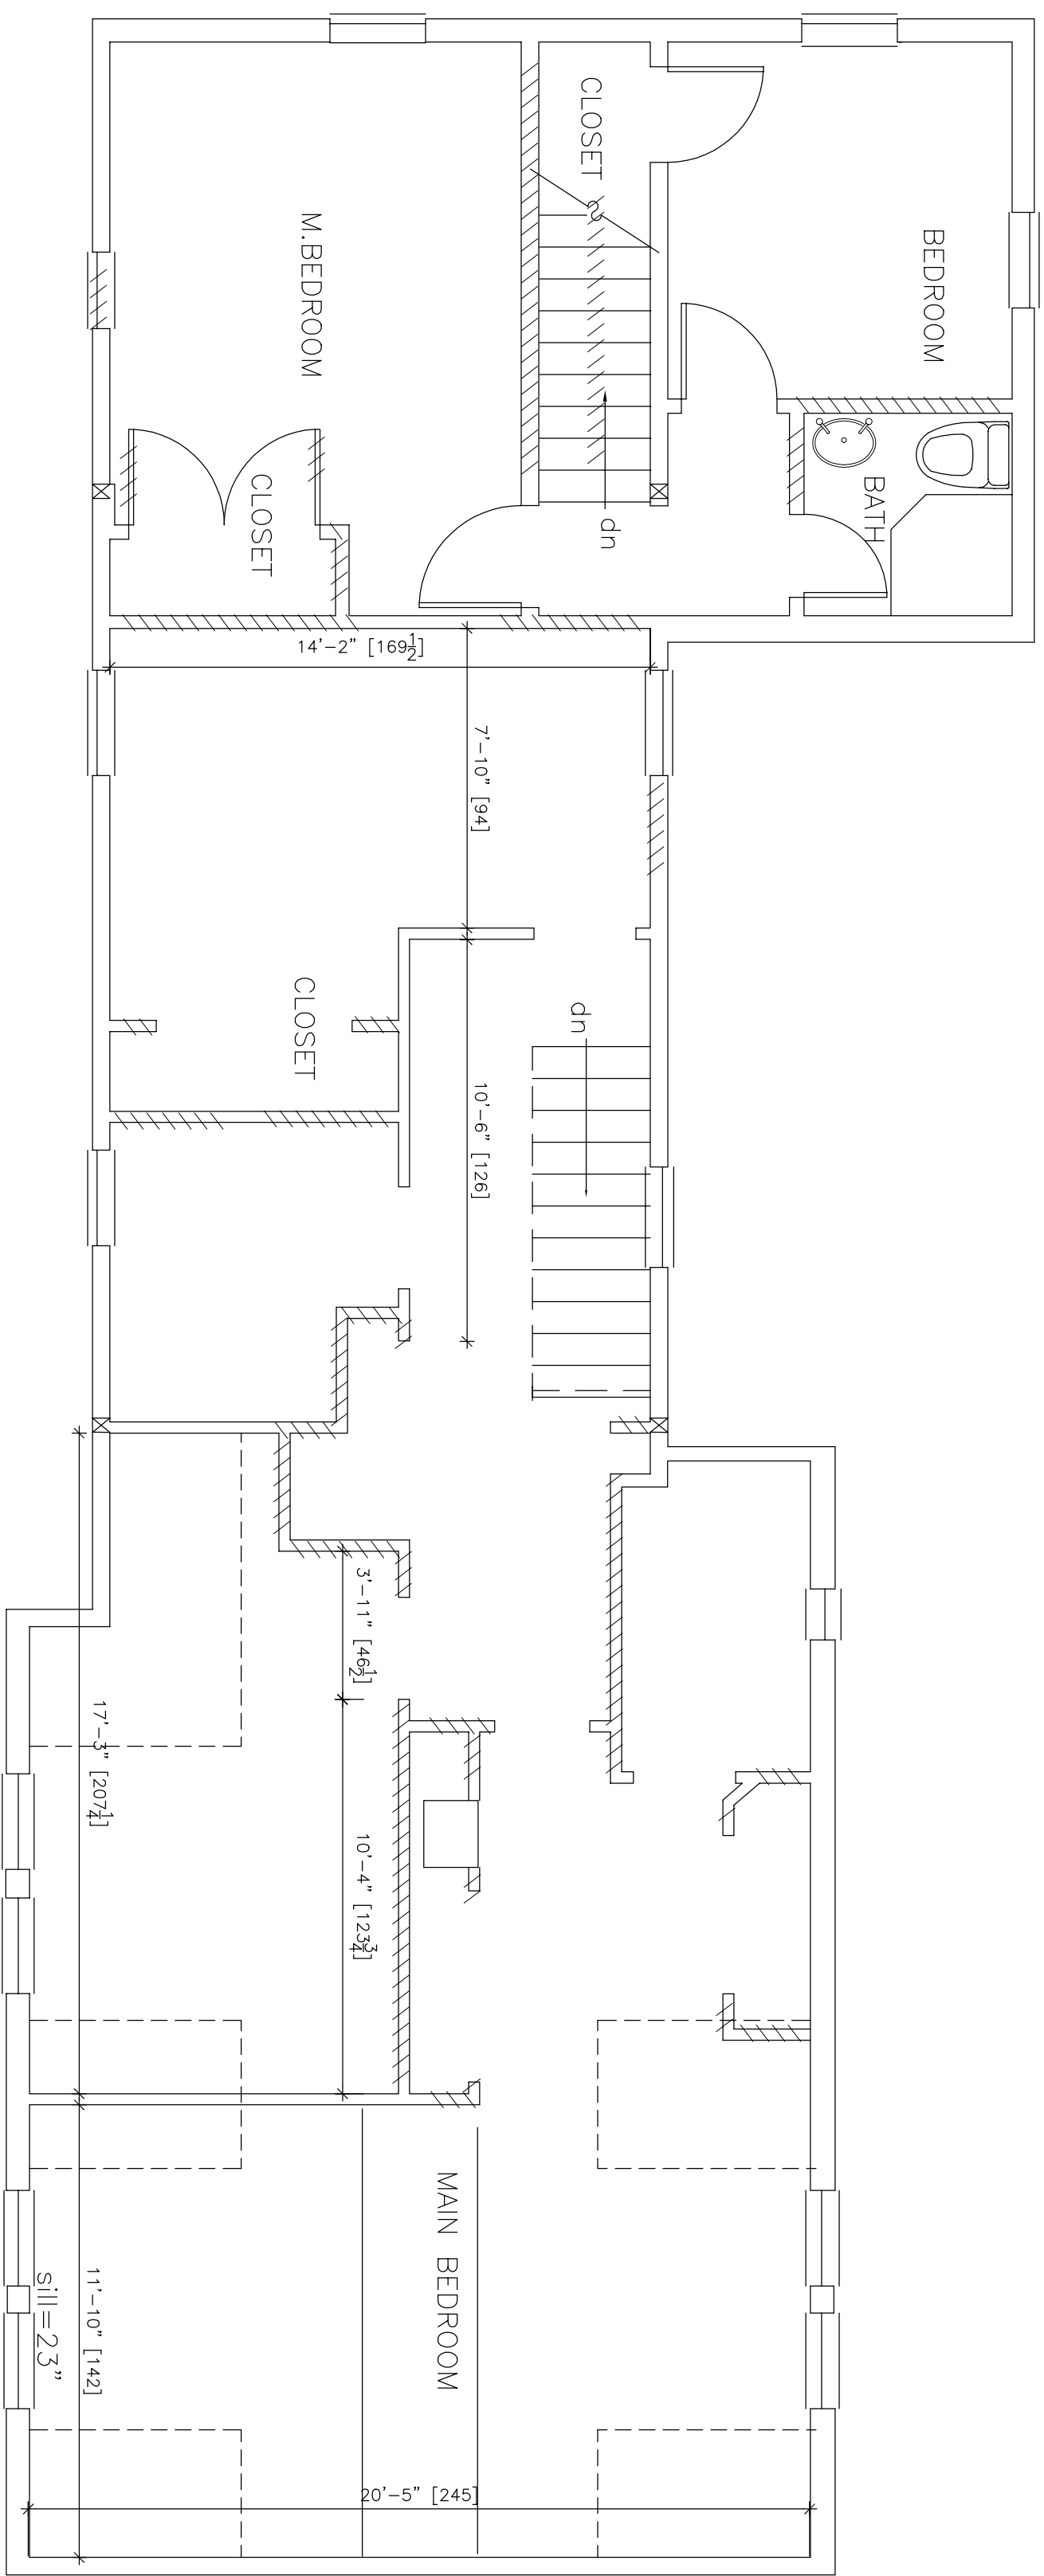 BEDROOM
BATH
CLOSET
dn
M.BEDROOM
CLOSET
14'-2" [169½]
7'-10" [94]
dn
10'-6" [126]
CLOSET
3'-11" [46½]
17'-3" [207¼]
10'-4" [123¾]
MAIN BEDROOM
11'-10" [142]
sill=23"
20'-5" [245]